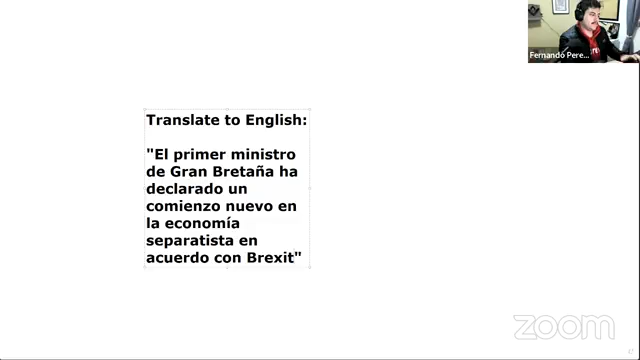 Fernando Pere...
Translate to English:
"El primer ministro
de Gran Bretaña ha
declarado un
comienzo nuevo en
la economía
separatista en
acuerdo con Brexit"
zoom